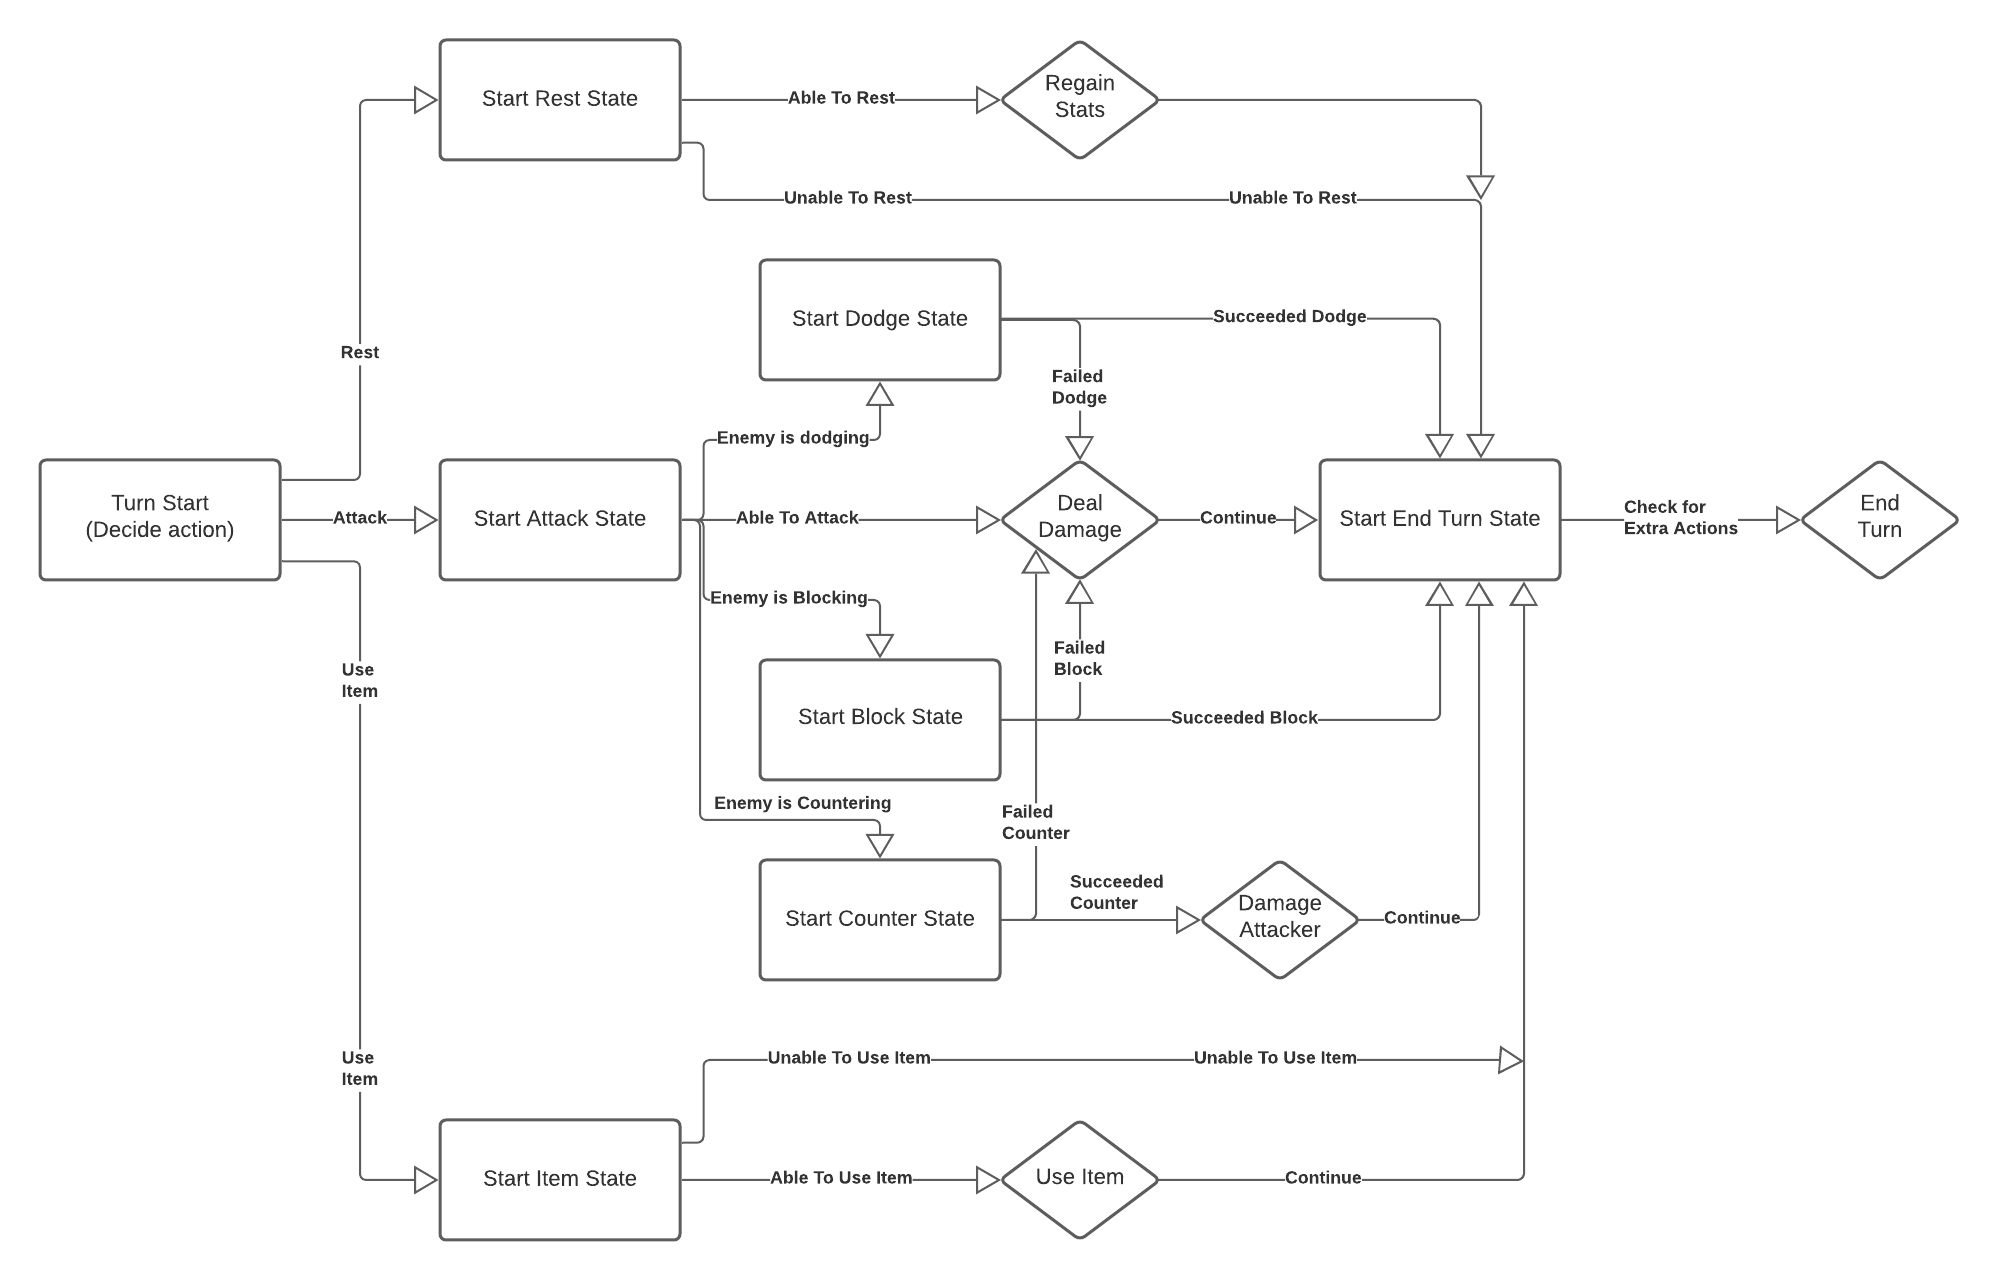 Start Rest State
Able To Rest
Regain
Stats
Unable To Rest
Unable To Rest
Rest
Start Dodge State
Succeeded Dodge
Failed
Dodge
Enemy is dodging
Turn Start
(Decide action)
Attack
Start Attack State
Able To Attack
Deal
Damage
Continue
Start End Turn State
Check for
Extra Actions
End
Turn
Enemy is Blocking
Use
Item
Failed
Block
Start Block State
Succeeded Block
Enemy is Countering
Failed
Counter
Start Counter State
Succeeded
Counter
Damage
Attacker
Continue
Use
Item
Unable To Use Item
Unable To Use Item
Start Item State
Able To Use Item
Use Item
Continue